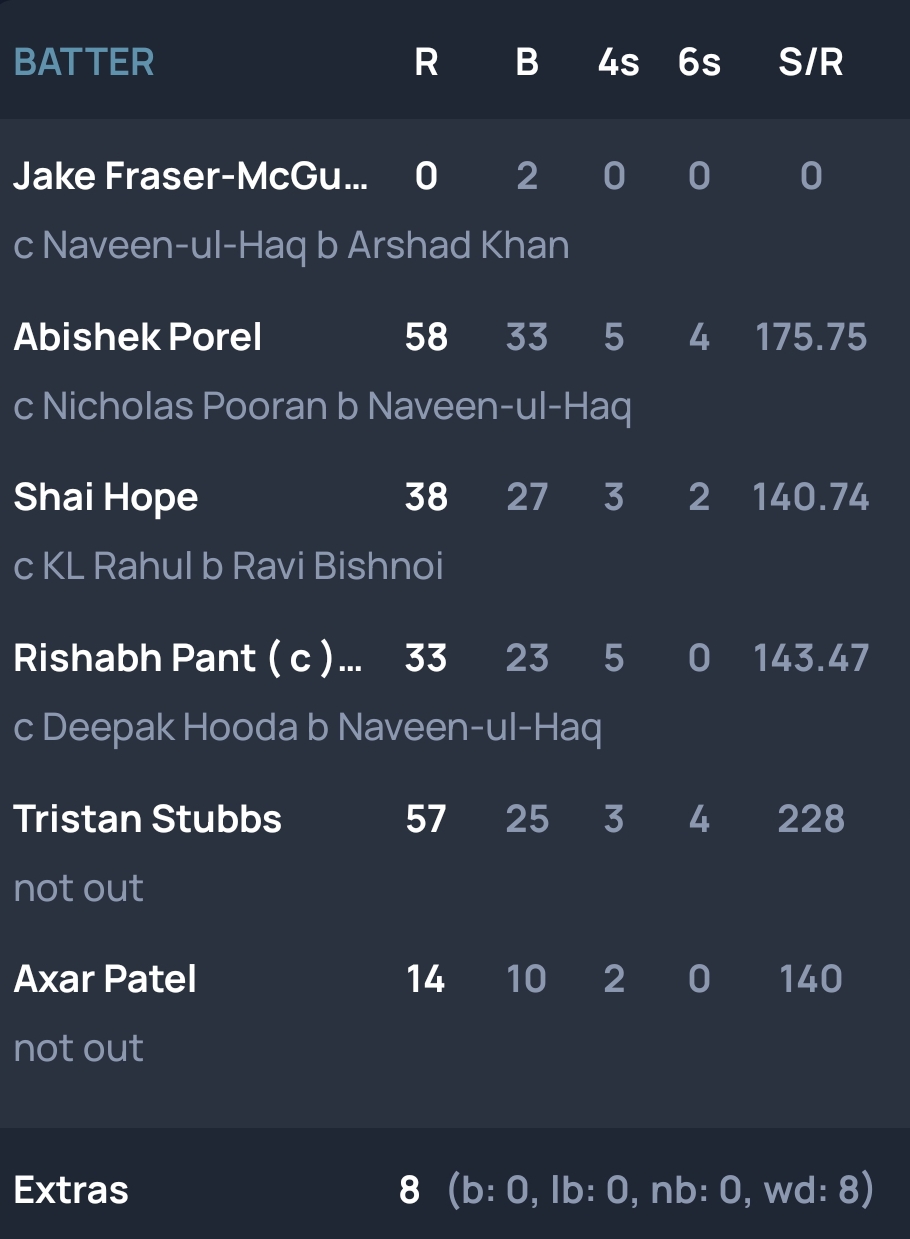 BATTER R B 4s 6s S/R
Jake Fraser-McGu... 0 2 0 0 0
c Naveen-ul-Haq b Arshad Khan
Abishek Porel 58 33 5 4 175.75
c Nicholas Pooran b Naveen-ul-Haq
Shai Hope 38 27 3 2 140.74
c KL Rahul b Ravi Bishnoi
Rishabh Pant ( c )... 33 23 5 0 143.47
c Deepak Hooda b Naveen-ul-Haq
Tristan Stubbs 57 25 3 4 228
not out
Axar Patel 14 10 2 0 140
not out
Extras 8 (b: 0, lb: 0, nb: 0, wd: 8)